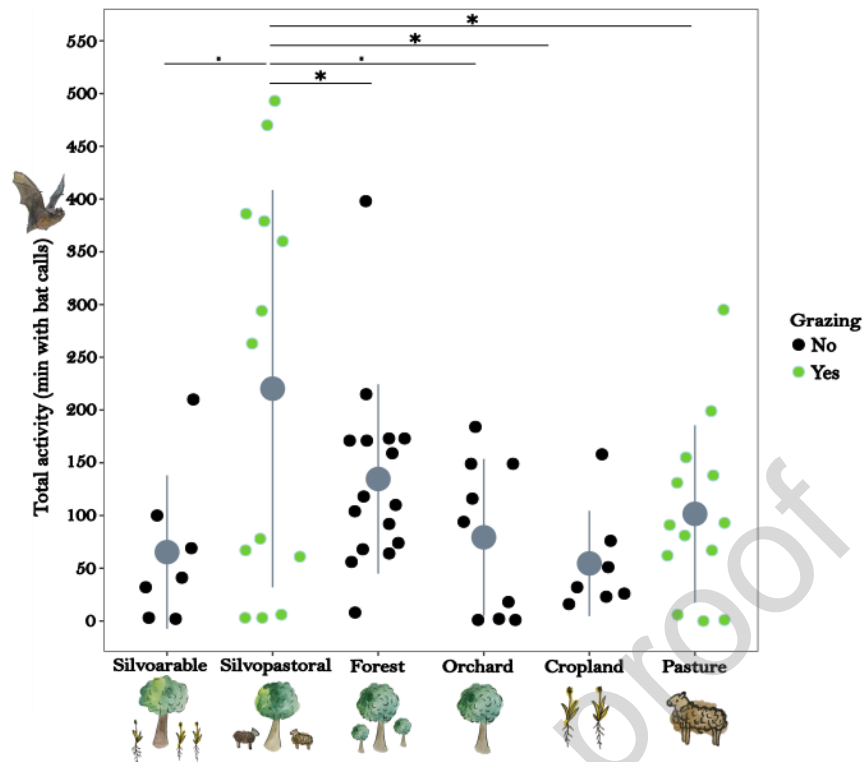 *
*
.
.
*
550
500
450
400
350
300
250
200
150
100
50
0
Total activity (min with bat calls)
Grazing
No
Yes
Silvoarable Silvopastoral Forest Orchard Cropland Pasture
proof